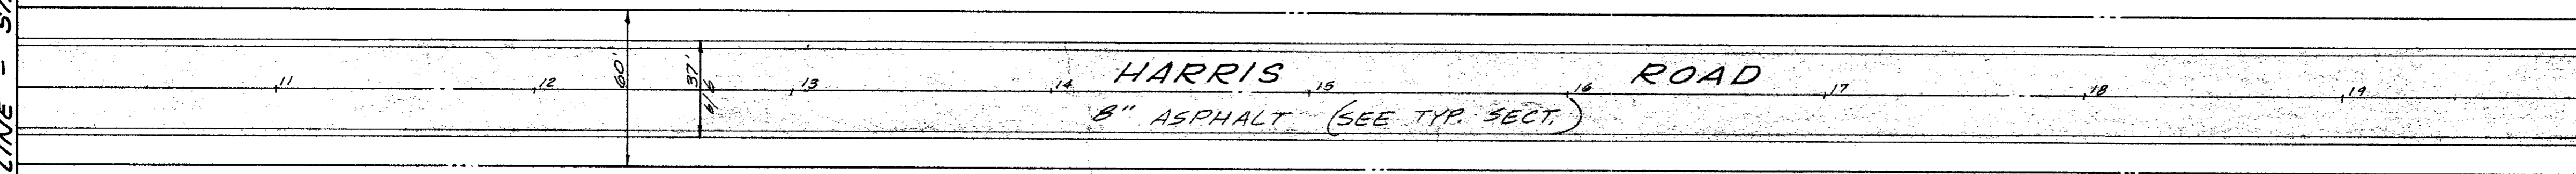 LINE -
11 12 13 14 15 16 17 18 19
60'
37'
HARRIS ROAD
8" ASPHALT (SEE TYP. SECT.)